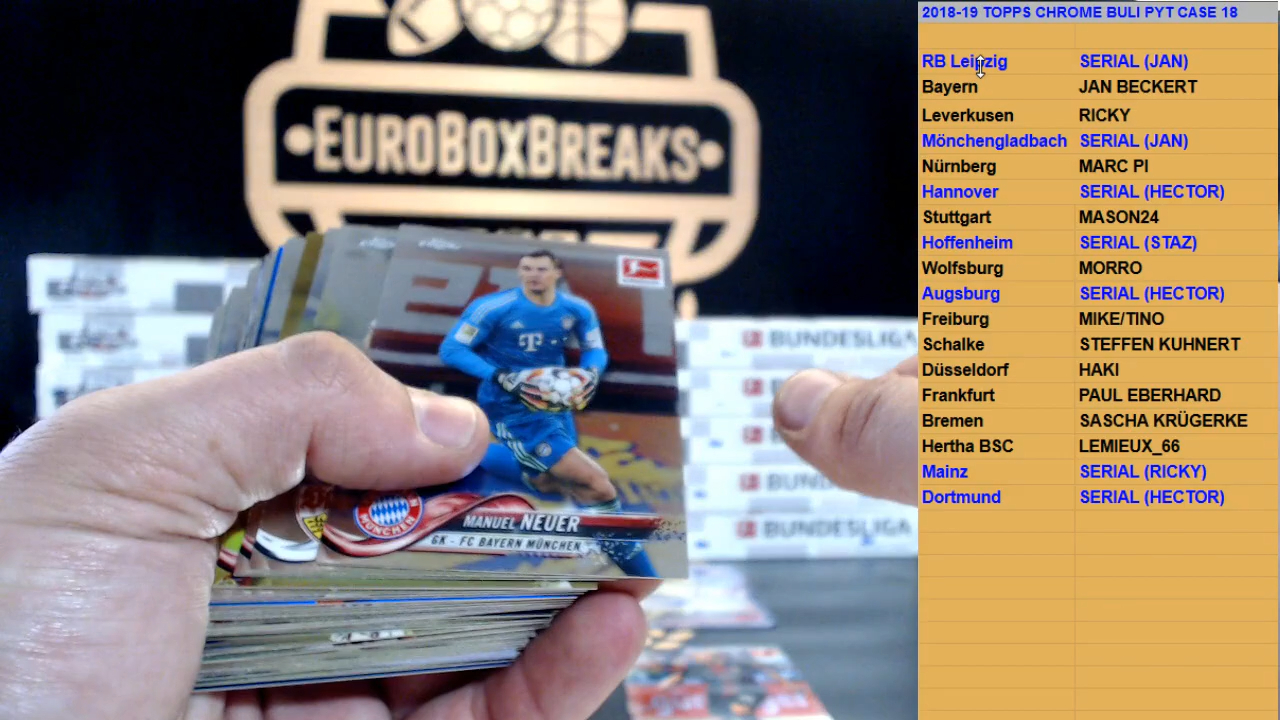 EUROBOXBREAKS
MANUEL NEUER
GK - FC BAYERN MÜNCHEN
BAYERN
MÜNCHEN
T
BUNDESLIGA
BUNDESLIGA
2018-19 TOPPS CHROME BULI PYT CASE 18
RB Leipzig SERIAL (JAN)
Bayern JAN BECKERT
Leverkusen RICKY
Mönchengladbach SERIAL (JAN)
Nürnberg MARC PI
Hannover SERIAL (HECTOR)
Stuttgart MASON24
Hoffenheim SERIAL (STAZ)
Wolfsburg MORRO
Augsburg SERIAL (HECTOR)
Freiburg MIKE/TINO
Schalke STEFFEN KUHNERT
Düsseldorf HAKI
Frankfurt PAUL EBERHARD
Bremen SASCHA KRÜGERKE
Hertha BSC LEMIEUX_66
Mainz SERIAL (RICKY)
Dortmund SERIAL (HECTOR)